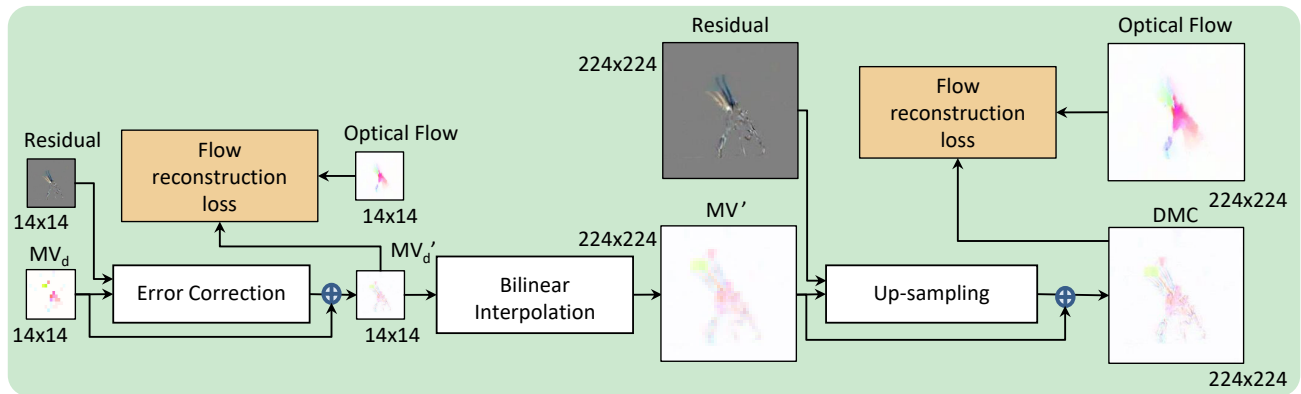 Residual
14x14
MVd
14x14
Flow
reconstruction
loss
Optical Flow
14x14
Error Correction
MVd′
14x14
Bilinear
Interpolation
Residual
224x224
MV′
224x224
Up-sampling
Flow
reconstruction
loss
Optical Flow
224x224
DMC
224x224